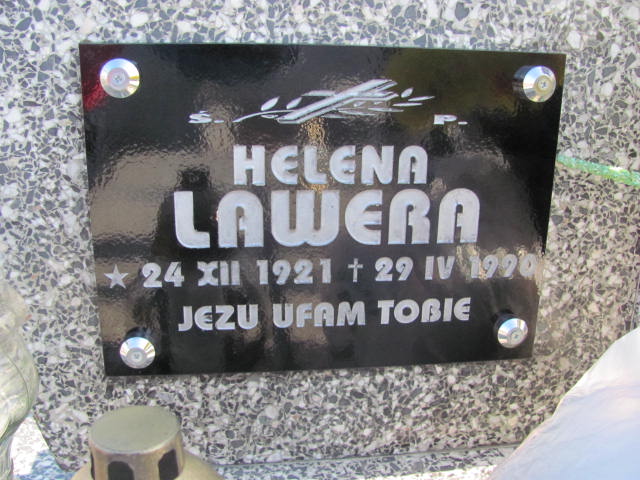 Ś. P.
HELENA
LAWERA
★ 24 XII 1921 † 29 IV 1990
JEZU UFAM TOBIE